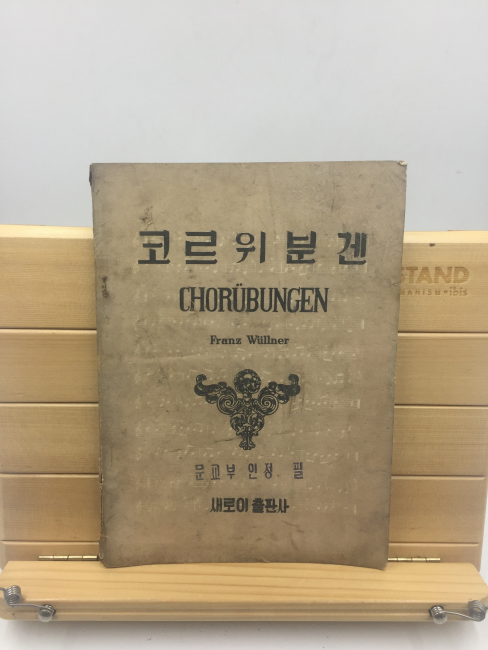 코르위분겐
CHORÜBUNGEN
Franz Wüllner
문교부 인정. 필
새로이출판사
STAND